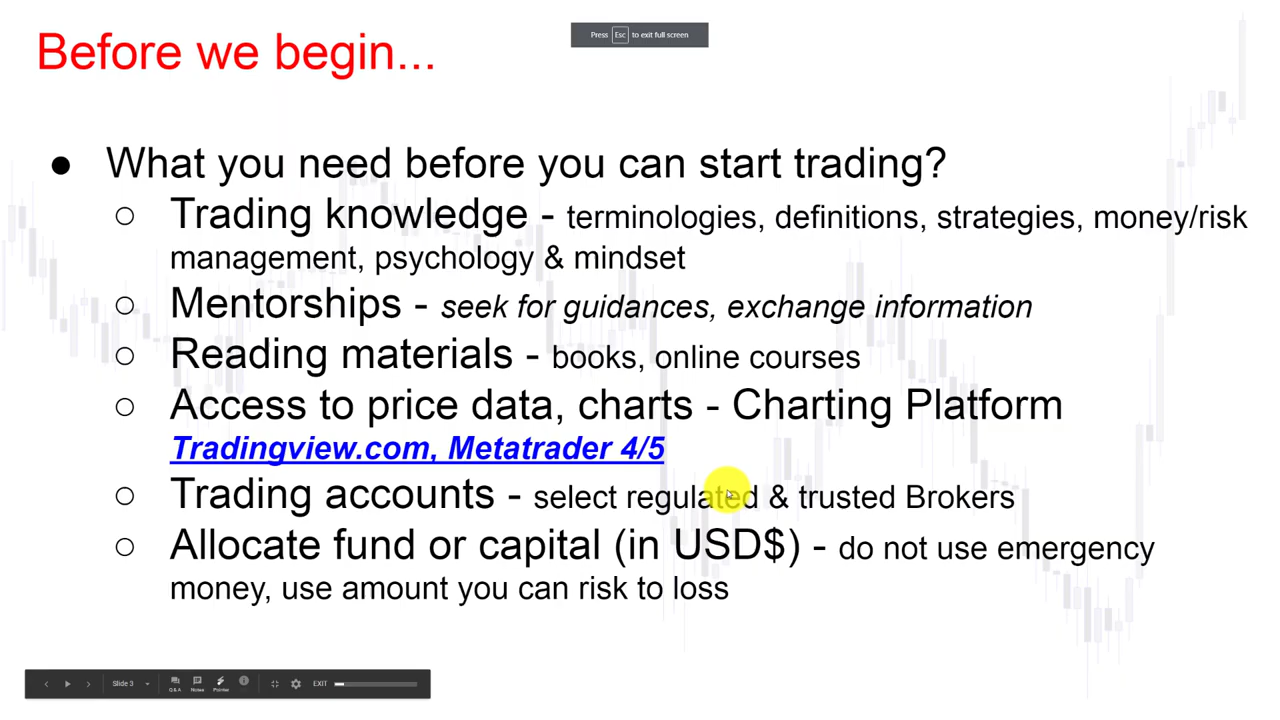 Before we begin...
Press Esc to exit full screen
● What you need before you can start trading?
○ Trading knowledge - terminologies, definitions, strategies, money/risk
management, psychology & mindset
○ Mentorships - seek for guidances, exchange information
○ Reading materials - books, online courses
○ Access to price data, charts - Charting Platform
Tradingview.com, Metatrader 4/5
○ Trading accounts - select regulated & trusted Brokers
○ Allocate fund or capital (in USD$) - do not use emergency
money, use amount you can risk to loss
Slide 3 Q&A Notes Pointer EXIT